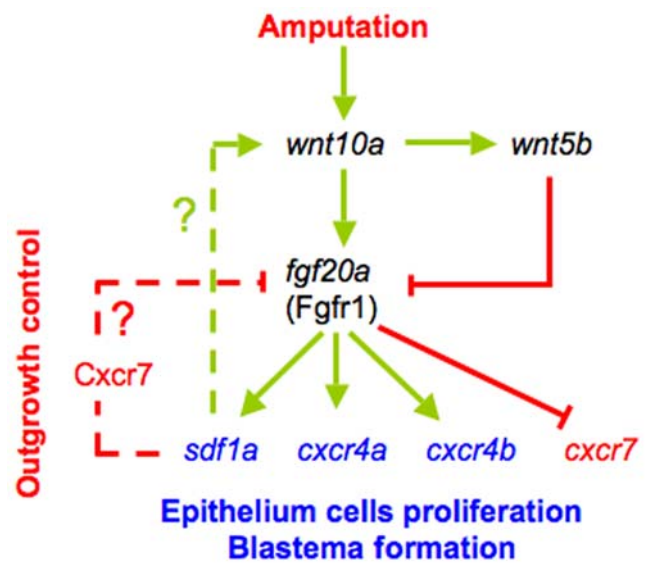 Amputation
wnt10a
wnt5b
?
fgf20a
(Fgfr1)
?
Cxcr7
Outgrowth control
sdf1a
cxcr4a
cxcr4b
cxcr7
Epithelium cells proliferation
Blastema formation